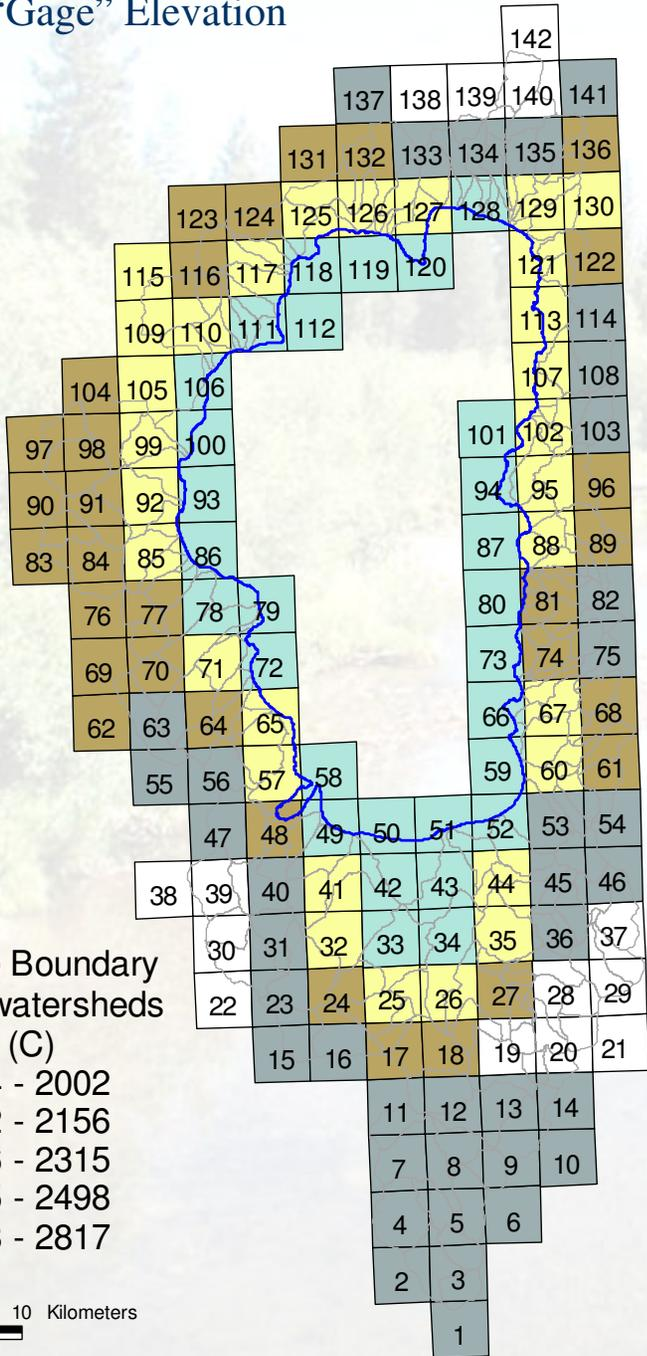 “Gage” Elevation
142
137 138 139 140 141
131 132 133 134 135 136
123 124 125 126 127 128 129 130
115 116 117 118 119 120 121 122
109 110 111 112 113 114
104 105 106 107 108
97 98 99 100 101 102 103
90 91 92 93 94 95 96
83 84 85 86 87 88 89
76 77 78 79 80 81 82
69 70 71 72 73 74 75
62 63 64 65 66 67 68
55 56 57 58 59 60 61
47 48 49 50 51 52 53 54
38 39 40 41 42 43 44 45 46
30 31 32 33 34 35 36 37
22 23 24 25 26 27 28 29
15 16 17 18 19 20 21
11 12 13 14
7 8 9 10
4 5 6
2 3
1
Boundary
watersheds
(C)
- 2002
- 2156
- 2315
- 2498
- 2817
10 Kilometers